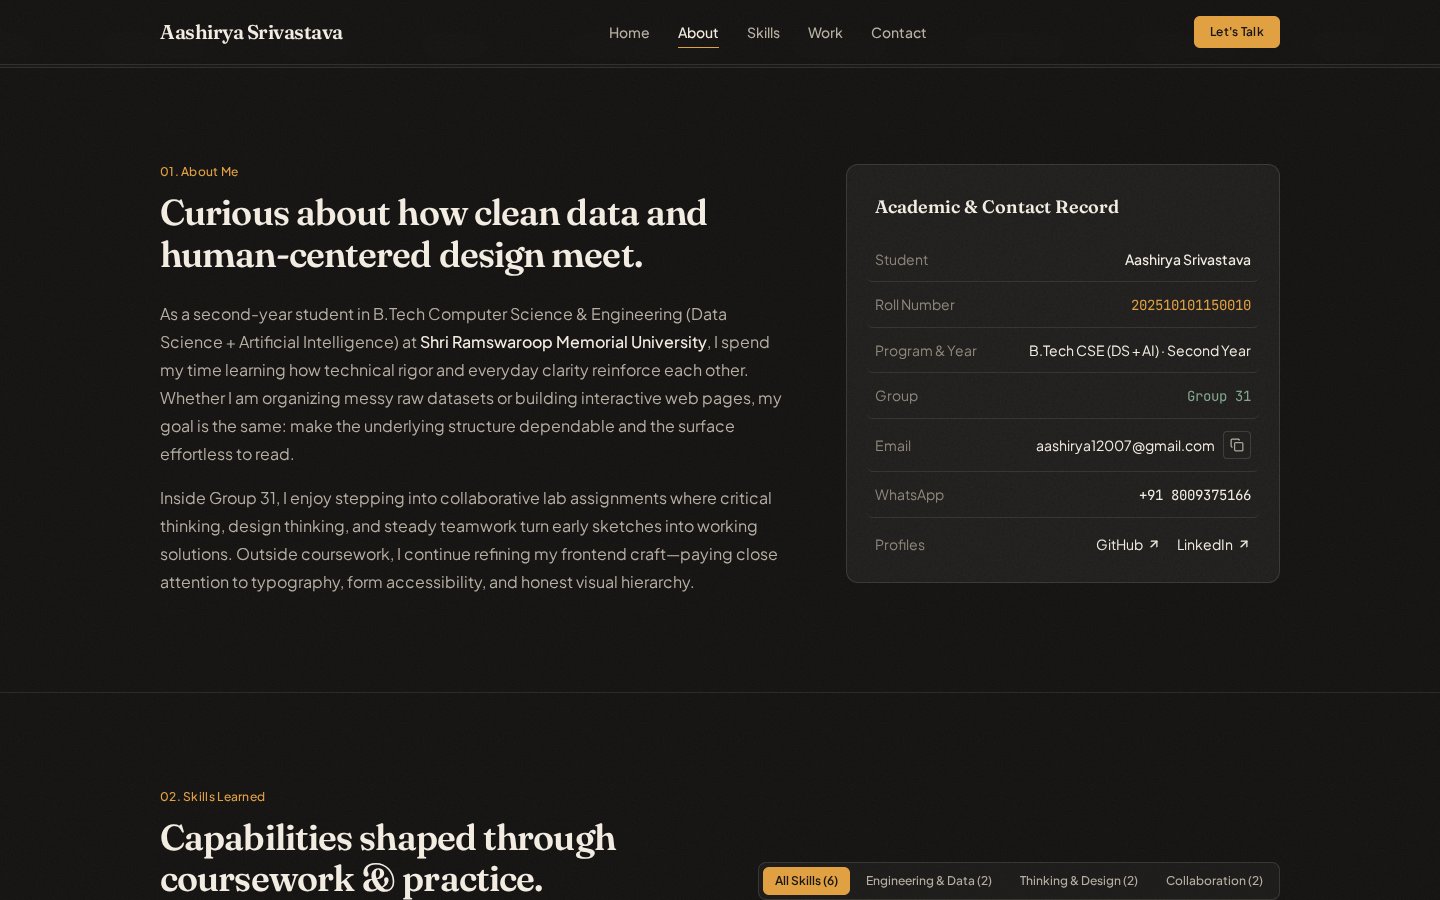 Aashirya Srivastava
Home
About
Skills
Work
Contact
Let's Talk
01. About Me
Curious about how clean data and
human-centered design meet.
As a second-year student in B.Tech Computer Science & Engineering (Data
Science + Artificial Intelligence) at Shri Ramswaroop Memorial University, I spend
my time learning how technical rigor and everyday clarity reinforce each other.
Whether I am organizing messy raw datasets or building interactive web pages, my
goal is the same: make the underlying structure dependable and the surface
effortless to read.
Inside Group 31, I enjoy stepping into collaborative lab assignments where critical
thinking, design thinking, and steady teamwork turn early sketches into working
solutions. Outside coursework, I continue refining my frontend craft—paying close
attention to typography, form accessibility, and honest visual hierarchy.
Academic & Contact Record
Student Aashirya Srivastava
Roll Number 202510101150010
Program & Year B.Tech CSE (DS + AI) · Second Year
Group Group 31
Email aashirya12007@gmail.com
WhatsApp +91 8009375166
Profiles GitHub ↗ LinkedIn ↗
02. Skills Learned
Capabilities shaped through
coursework & practice.
All Skills (6)
Engineering & Data (2)
Thinking & Design (2)
Collaboration (2)